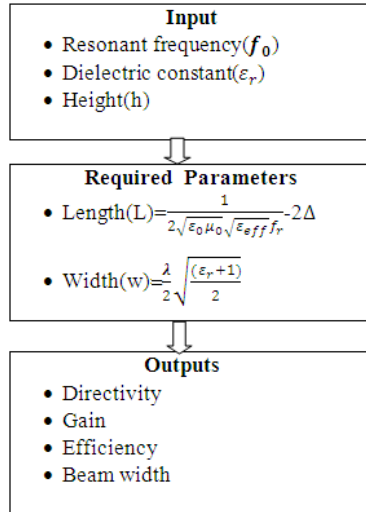 Input
• Resonant frequency(f₀)
• Dielectric constant(εᵣ)
• Height(h)
Required Parameters
• Length(L)=1/(2√(ε₀μ₀)√(ε_eff) fᵣ)-2Δ
• Width(w)=λ/2 √((εᵣ+1)/2)
Outputs
• Directivity
• Gain
• Efficiency
• Beam width